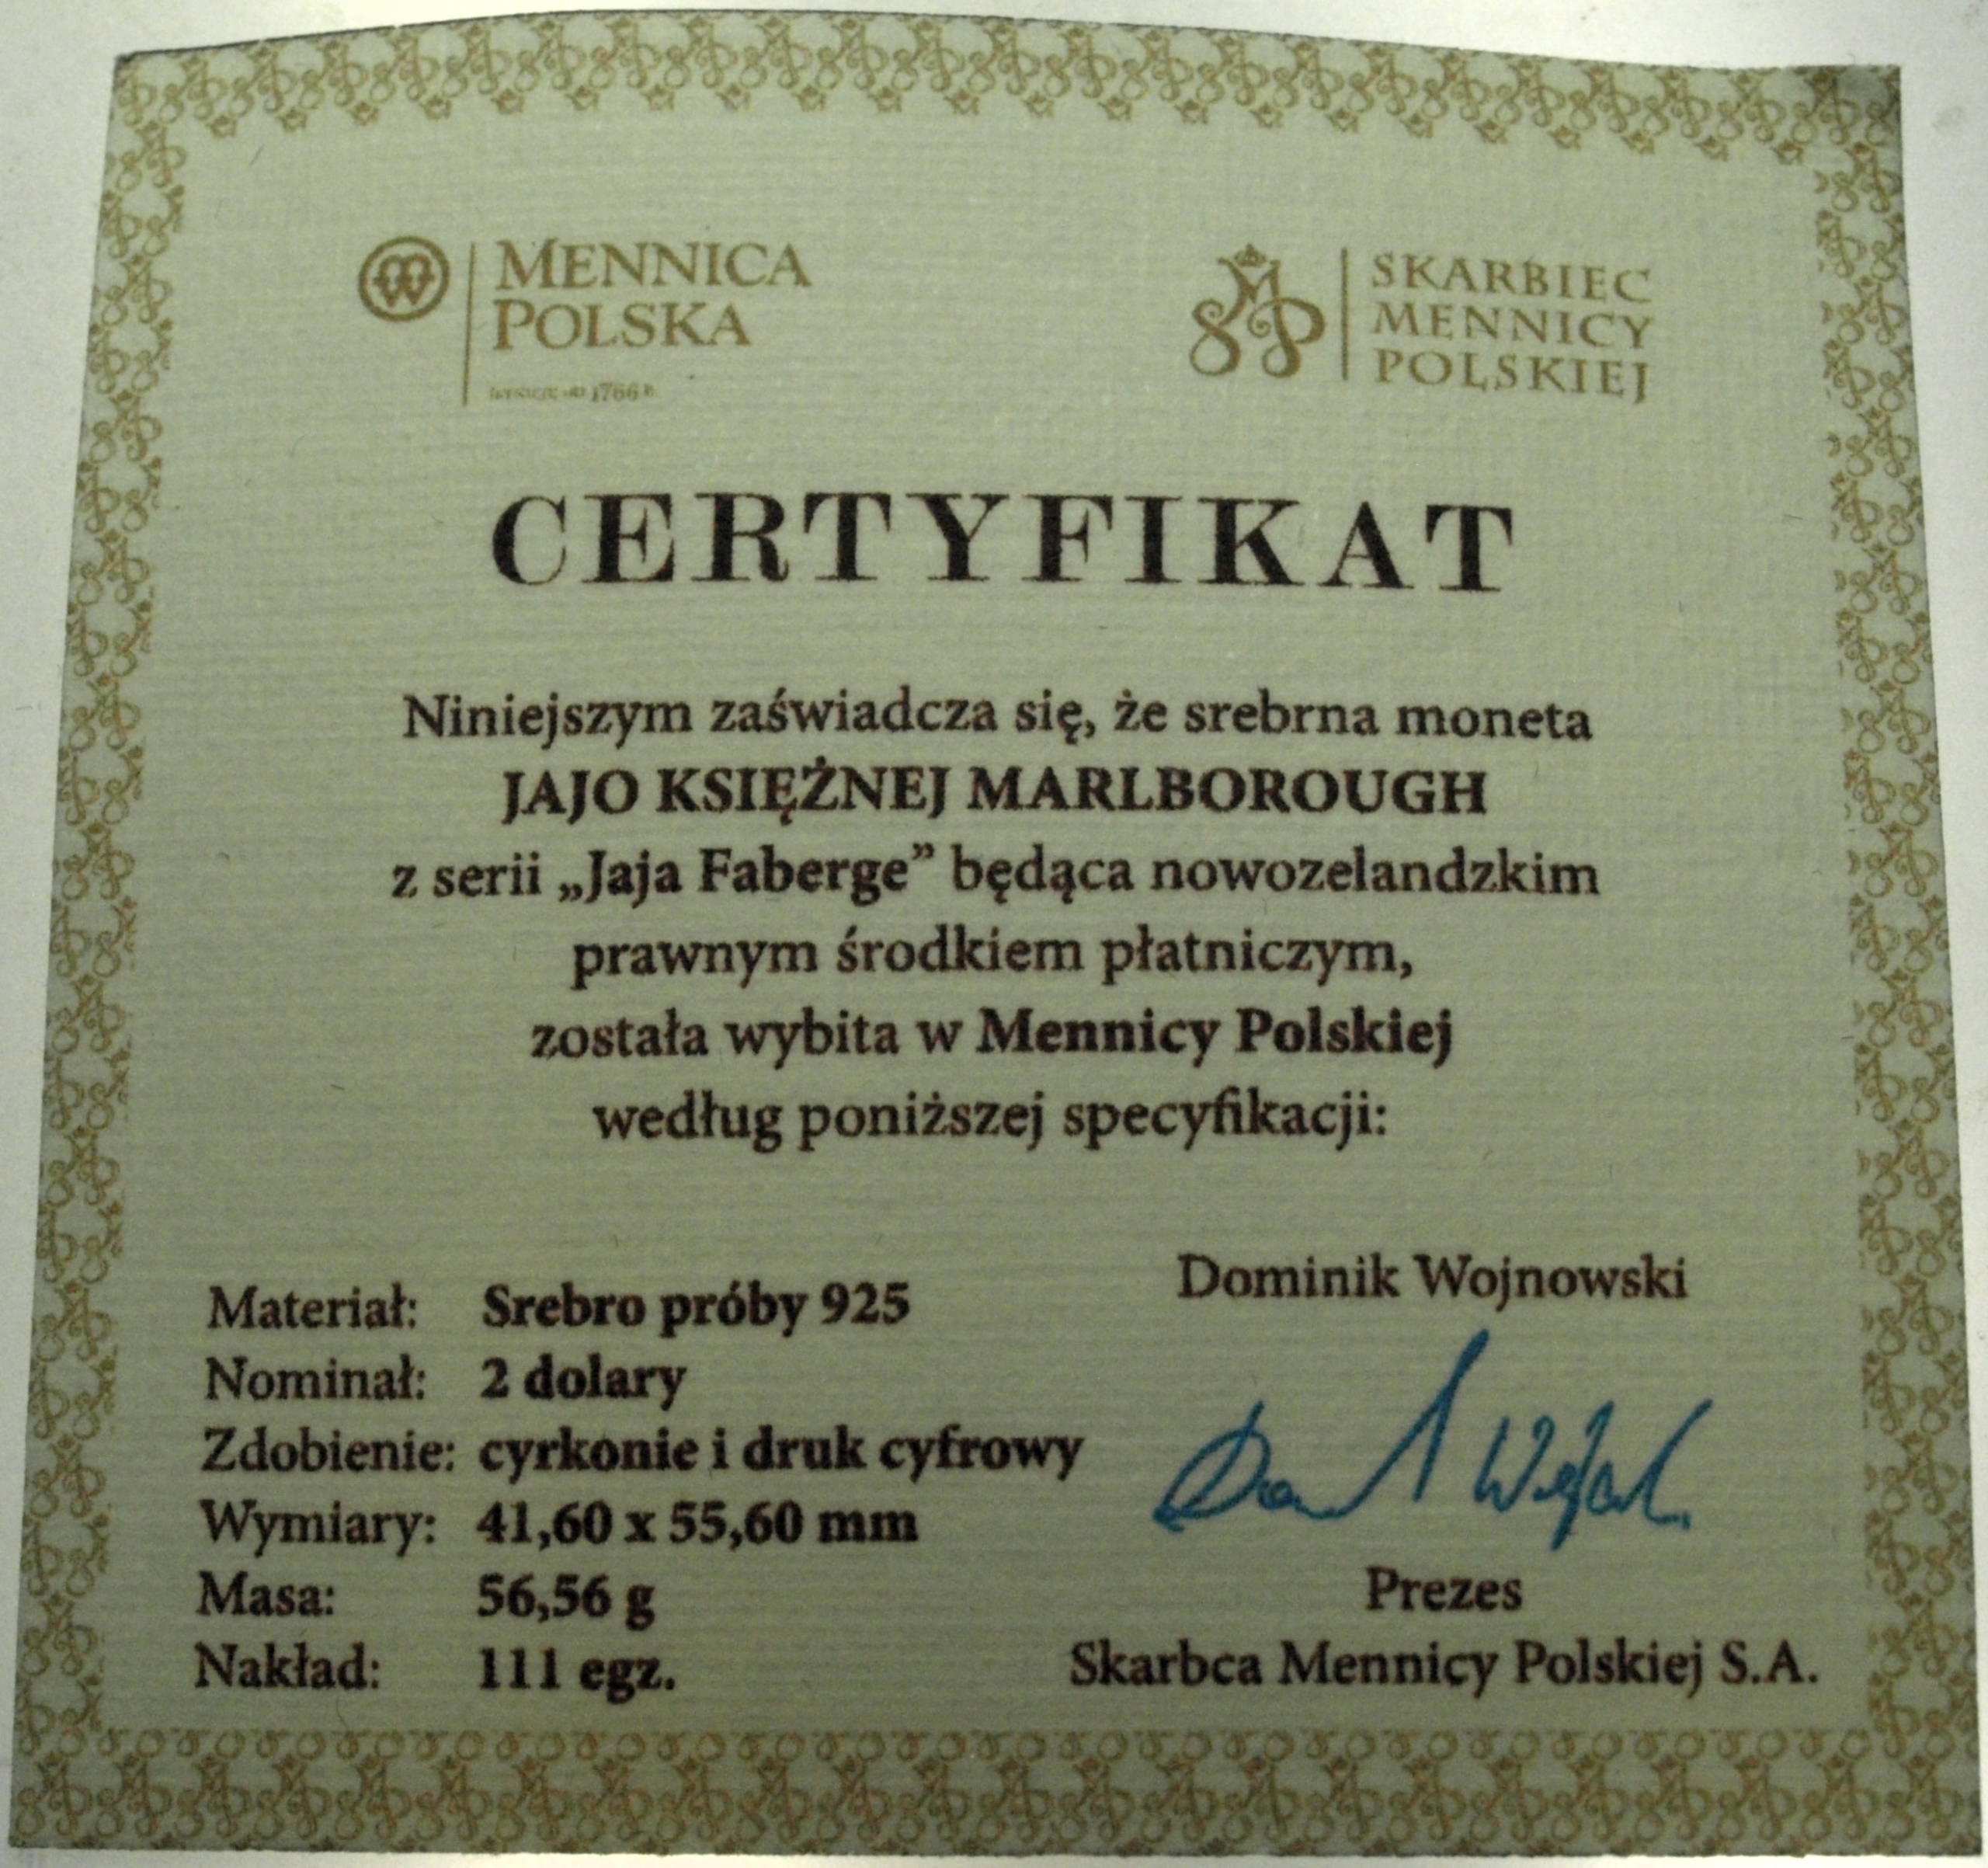 MENNICA
POLSKA
1766
SKARBIEC
MENNICY
POLSKIEJ
CERTYFIKAT
Niniejszym zaświadcza się, że srebrna moneta
JAJO KSIĘŻNEJ MARLBOROUGH
z serii „Jaja Faberge” będąca nowozelandzkim
prawnym środkiem płatniczym,
została wybita w Mennicy Polskiej
według poniższej specyfikacji:
Materiał: Srebro próby 925
Nominał: 2 dolary
Zdobienie: cyrkonie i druk cyfrowy
Wymiary: 41,60 x 55,60 mm
Masa: 56,56 g
Nakład: 111 egz.
Dominik Wojnowski
Prezes
Skarbca Mennicy Polskiej S.A.